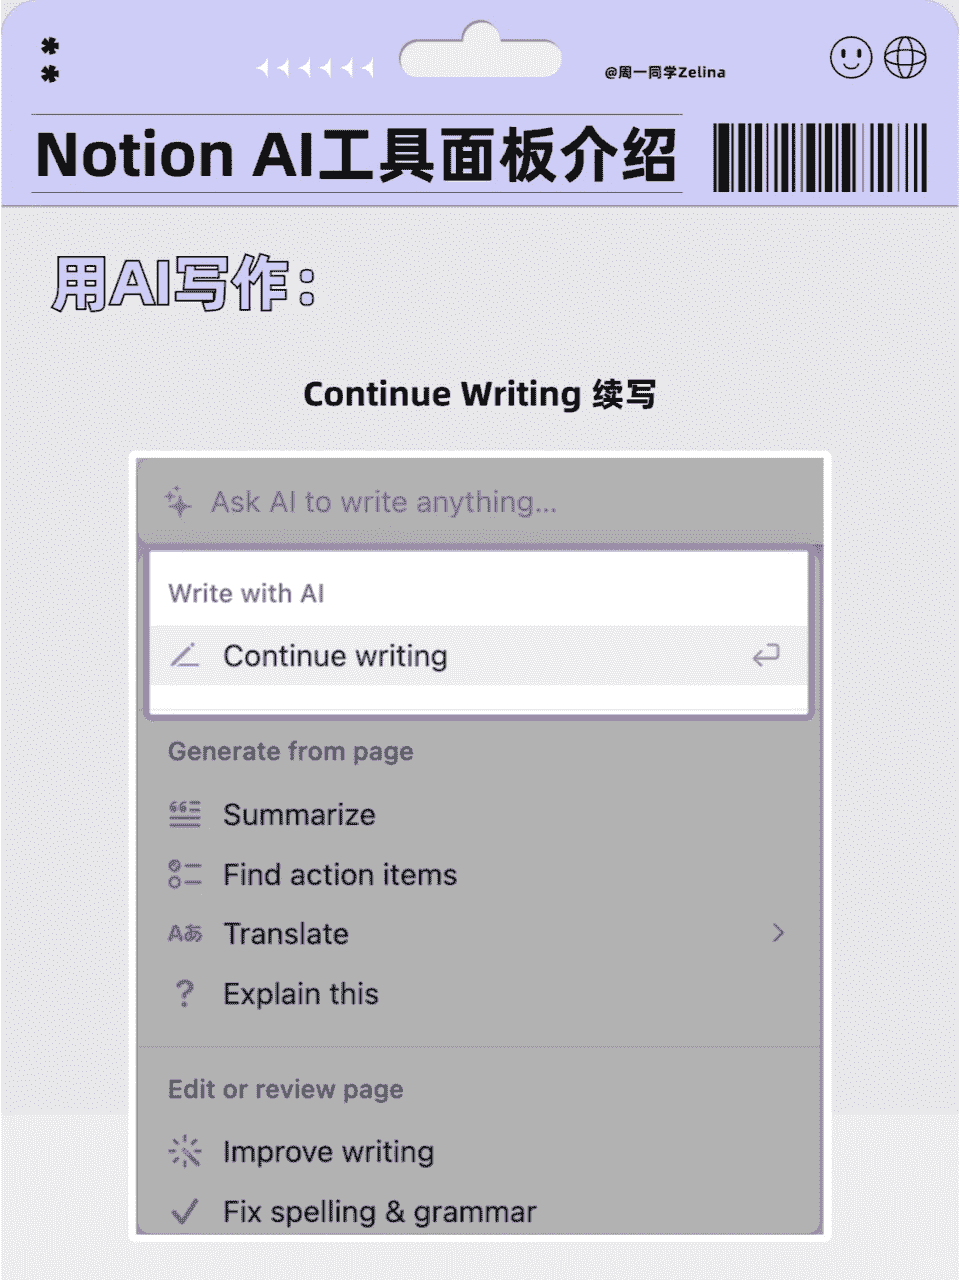 @周一同学Zelina
Notion AI工具面板介绍
用AI写作：
Continue Writing 续写
Ask AI to write anything...
Write with AI
Continue writing
Generate from page
Summarize
Find action items
Aあ Translate
? Explain this
Edit or review page
Improve writing
Fix spelling & grammar